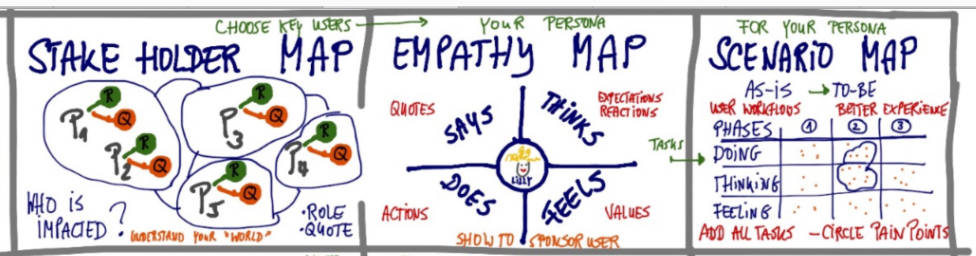 CHOOSE KEY USERS
STAKE HOLDER MAP
P1 R Q
P2 R Q
P3 R Q
P4 R Q
P5 R Q
WHO IS
IMPACTED ?
UNDERSTAND YOUR "WORLD"
• ROLE
• QUOTE
YOUR PERSONA
EMPATHY MAP
QUOTES
SAYS
THINKS
EXPECTATIONS
REACTIONS
LILLY
DOES
FEELS
ACTIONS
VALUES
SHOW TO SPONSOR USER
TASKS
FOR YOUR PERSONA
SCENARIO MAP
AS-IS → TO-BE
USER WORKFLOWS BETTER EXPERIENCE
PHASES 1 2 3
DOING
THINKING
FEELING
ADD ALL TASKS – CIRCLE PAIN POINTS